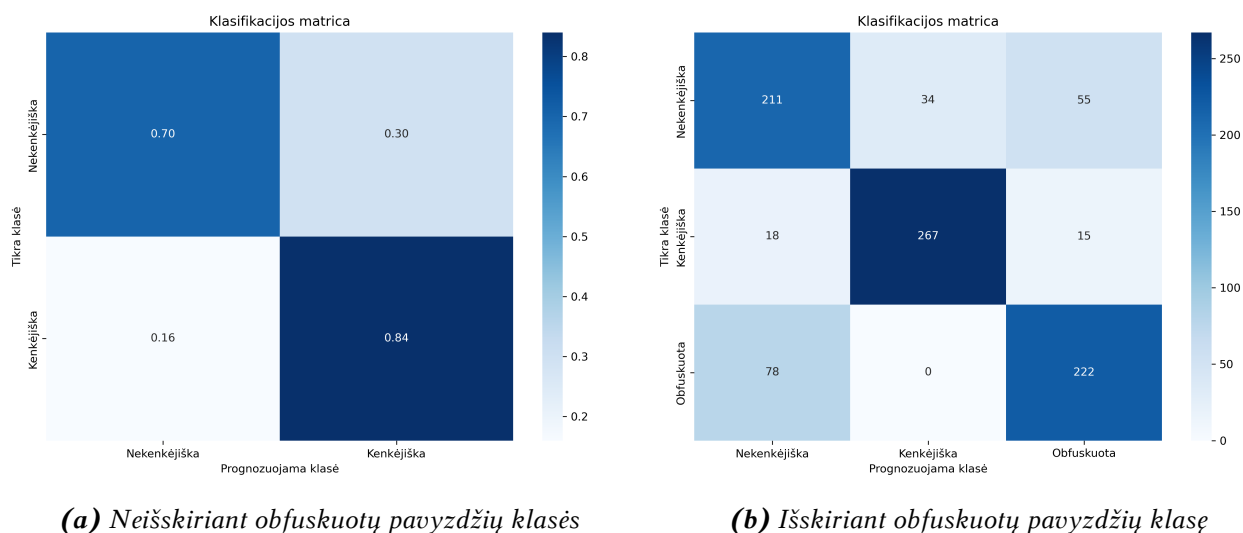 Klasifikacijos matrica
Nekenkėjiška
Kenkėjiška
Tikra klasė
0.70
0.30
0.16
0.84
Nekenkėjiška
Kenkėjiška
Prognozuojama klasė
0.8
0.7
0.6
0.5
0.4
0.3
0.2
(a) Neišskiriant obfuskuotų pavyzdžių klasės
Klasifikacijos matrica
Nekenkėjiška
Kenkėjiška
Obfuskuota
Tikra klasė
211
34
55
18
267
15
78
0
222
Nekenkėjiška
Kenkėjiška
Obfuskuota
Prognozuojama klasė
250
200
150
100
50
0
(b) Išskiriant obfuskuotų pavyzdžių klasę